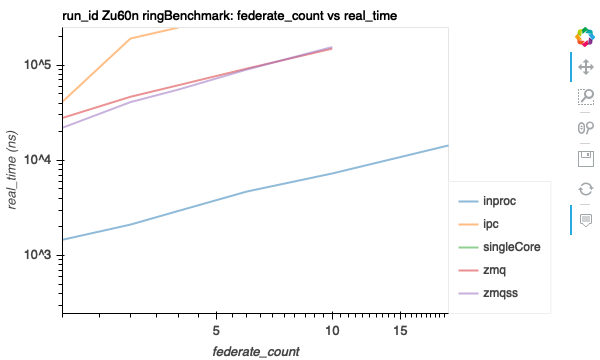 run_id Zu60n ringBenchmark: federate_count vs real_time
10^5
10^4
10^3
real_time (ns)
5
10
15
federate_count
inproc
ipc
singleCore
zmq
zmqss